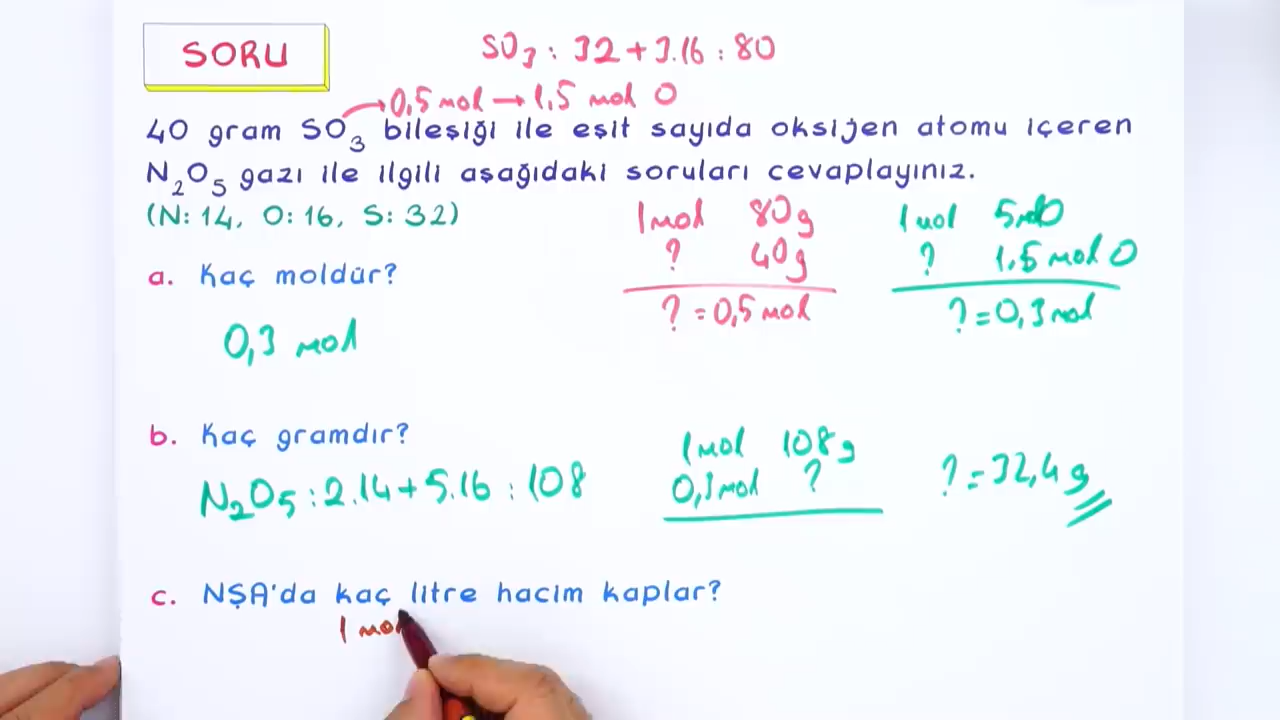 SORU
SO₃ : 32 + 3.16 : 80
→ 0,5 mol → 1,5 mol O
40 gram SO₃ bileşiği ile eşit sayıda oksijen atomu içeren
N₂O₅ gazı ile ilgili aşağıdaki soruları cevaplayınız.
(N: 14, O: 16, S: 32)
1 mol 80g
? 40g
? = 0,5 mol
1 mol 5 mol O
? 1,5 mol O
? = 0,3 mol
a. Kaç moldür?
0,3 mol
b. Kaç gramdır?
N₂O₅ : 2.14 + 5.16 : 108
1 mol 108 g
0,3 mol ?
? = 32,4 g
c. NŞA'da kaç litre hacim kaplar?
1 mol